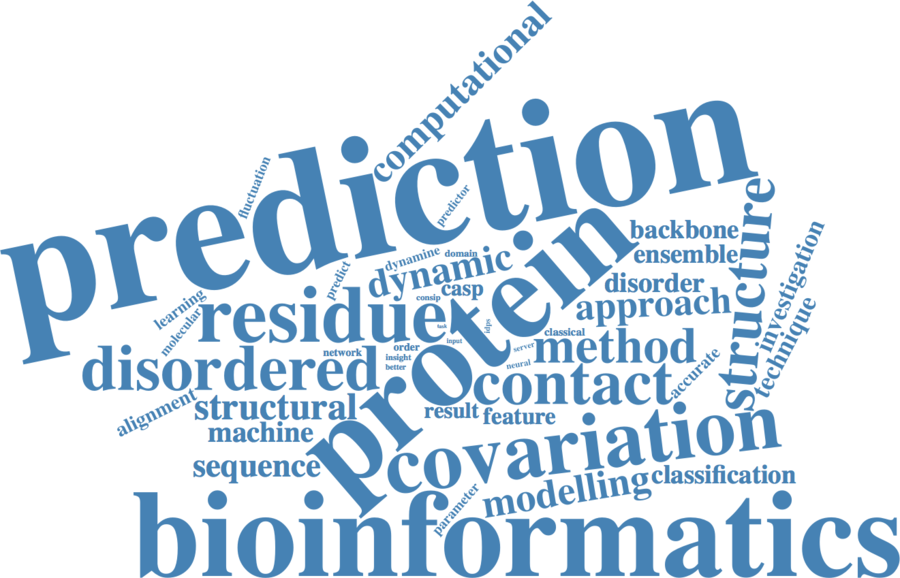 computational
prediction
fluctuation
predictor
protein
structure
backbone
ensemble
investigation
dynamine
domain
dynamic
predict
casp
consip
disorder
approach
learning
molecular
residue
task
input
idps
classical
technique
order
network
insight
better
server
neural
method
disordered
contact
accurate
alignment
structural
result
feature
machine
covariation
sequence
modelling
classification
parameter
bioinformatics